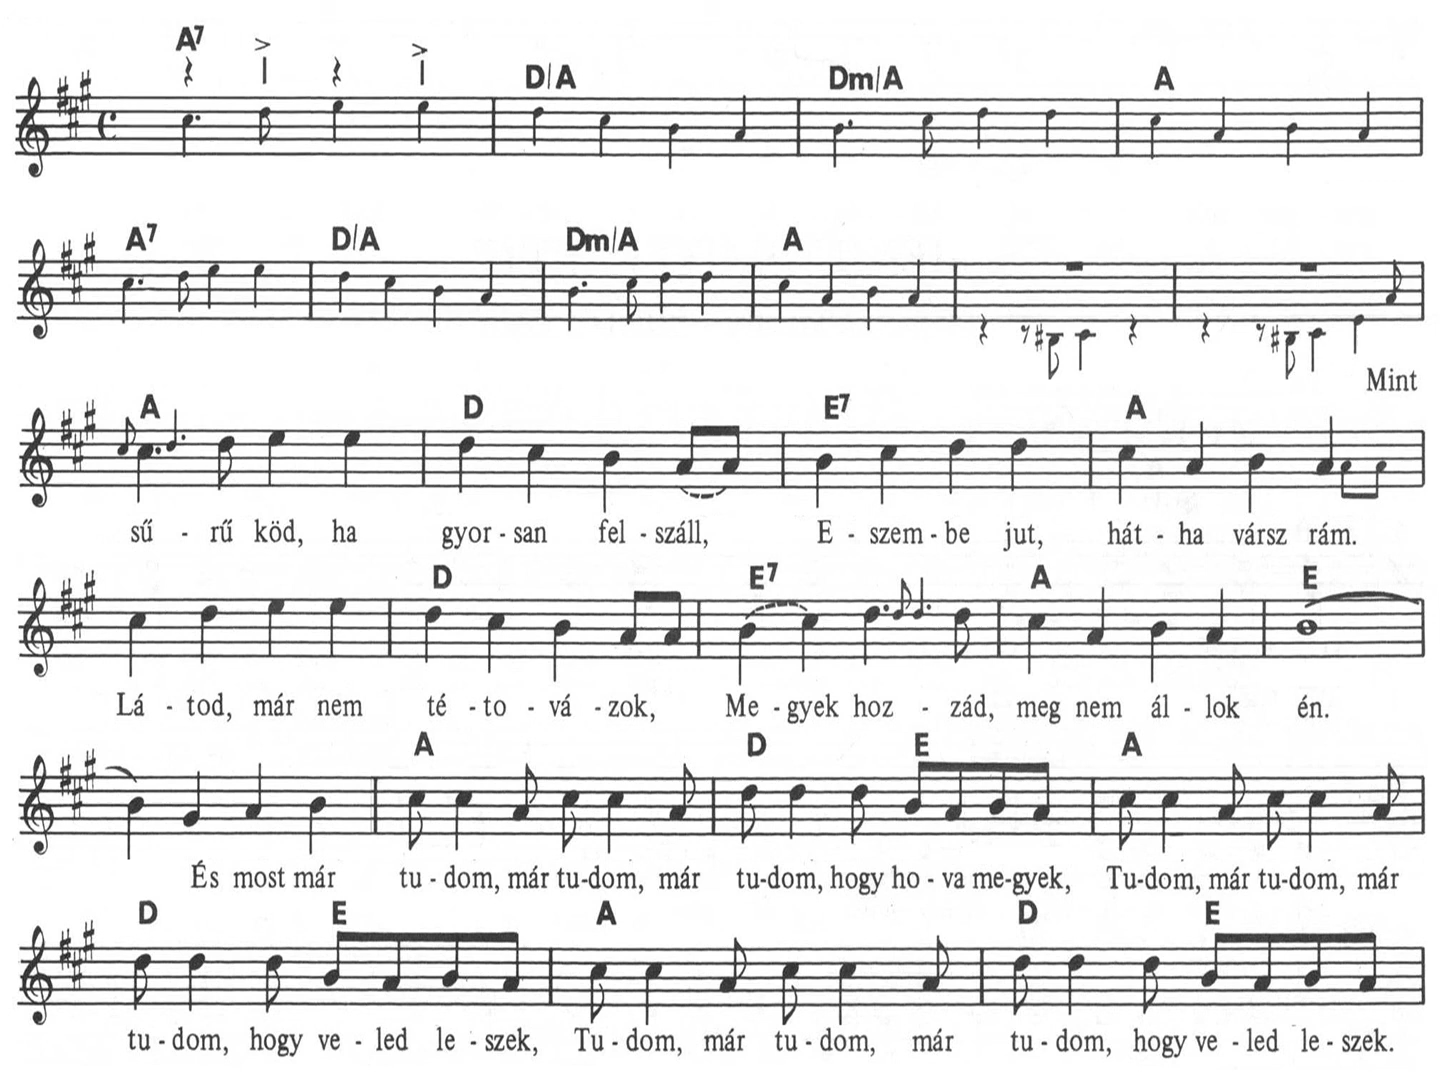 A7 D/A Dm/A A
A7 D/A Dm/A A
Mint
A D E7 A
sű - rű köd, ha gyor - san fel - száll, E - szem - be jut, hát - ha vársz rám.
D E7 A E
Lá - tod, már nem té - to - vá - zok, Me - gyek hoz - zád, meg nem ál - lok én.
A D E A
És most már tu - dom, már tu-dom, már tu-dom, hogy ho - va me-gyek, Tu-dom, már tu-dom, már
D E A D E
tu - dom, hogy ve - led le - szek, Tu - dom, már tu - dom, már tu - dom, hogy ve - led le - szek.